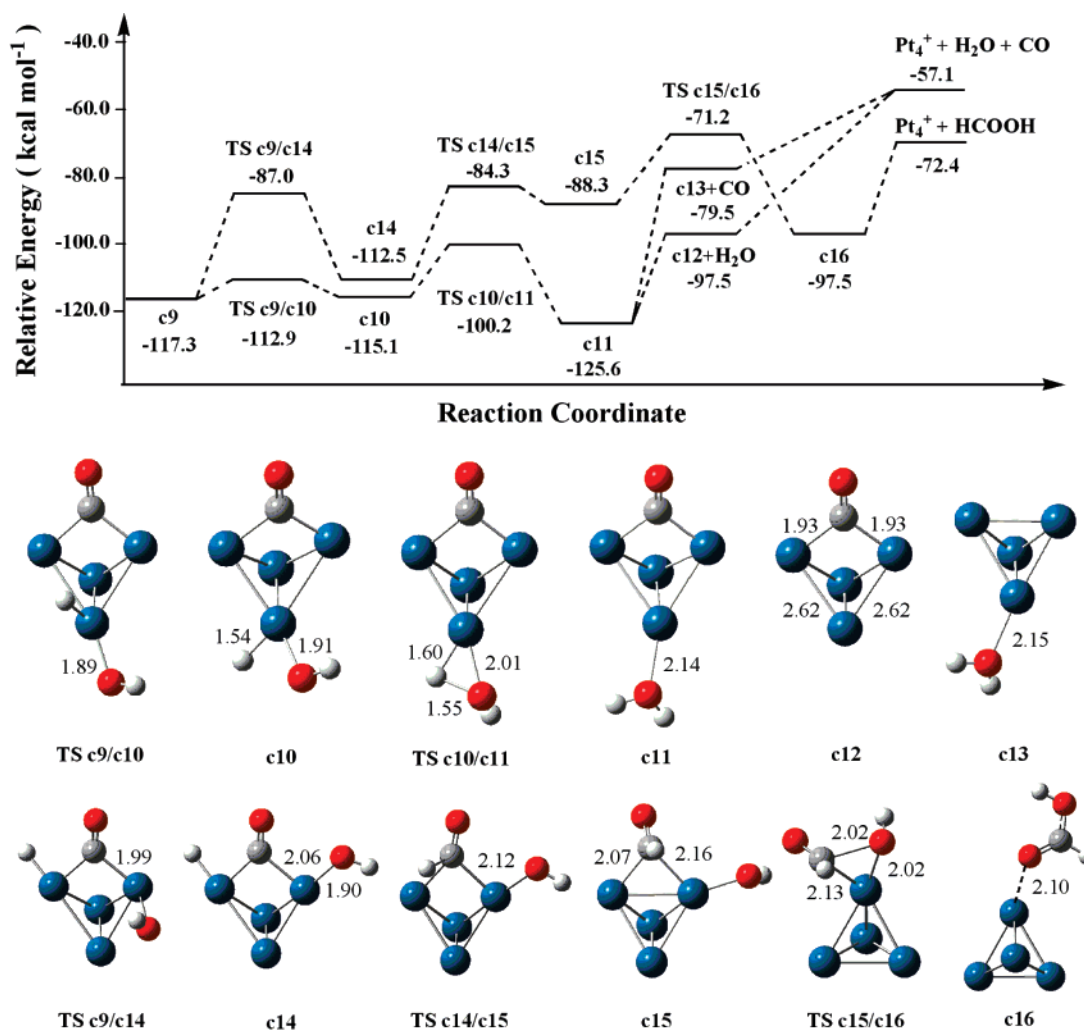 Relative Energy ( kcal mol⁻¹ )
-40.0
-60.0
-80.0
-100.0
-120.0
Pt₄⁺ + H₂O + CO
-57.1
TS c15/c16
-71.2
Pt₄⁺ + HCOOH
-72.4
TS c9/c14
-87.0
TS c14/c15
-84.3
c15
-88.3
c13+CO
-79.5
c14
-112.5
c12+H₂O
-97.5
c16
-97.5
c9
-117.3
TS c9/c10
-112.9
c10
-115.1
TS c10/c11
-100.2
c11
-125.6
Reaction Coordinate
1.89
1.54
1.91
1.60
2.01
1.55
2.14
1.93
1.93
2.62
2.62
2.15
TS c9/c10
c10
TS c10/c11
c11
c12
c13
1.99
2.06
1.90
2.12
2.07
2.16
2.02
2.02
2.13
2.10
TS c9/c14
c14
TS c14/c15
c15
TS c15/c16
c16